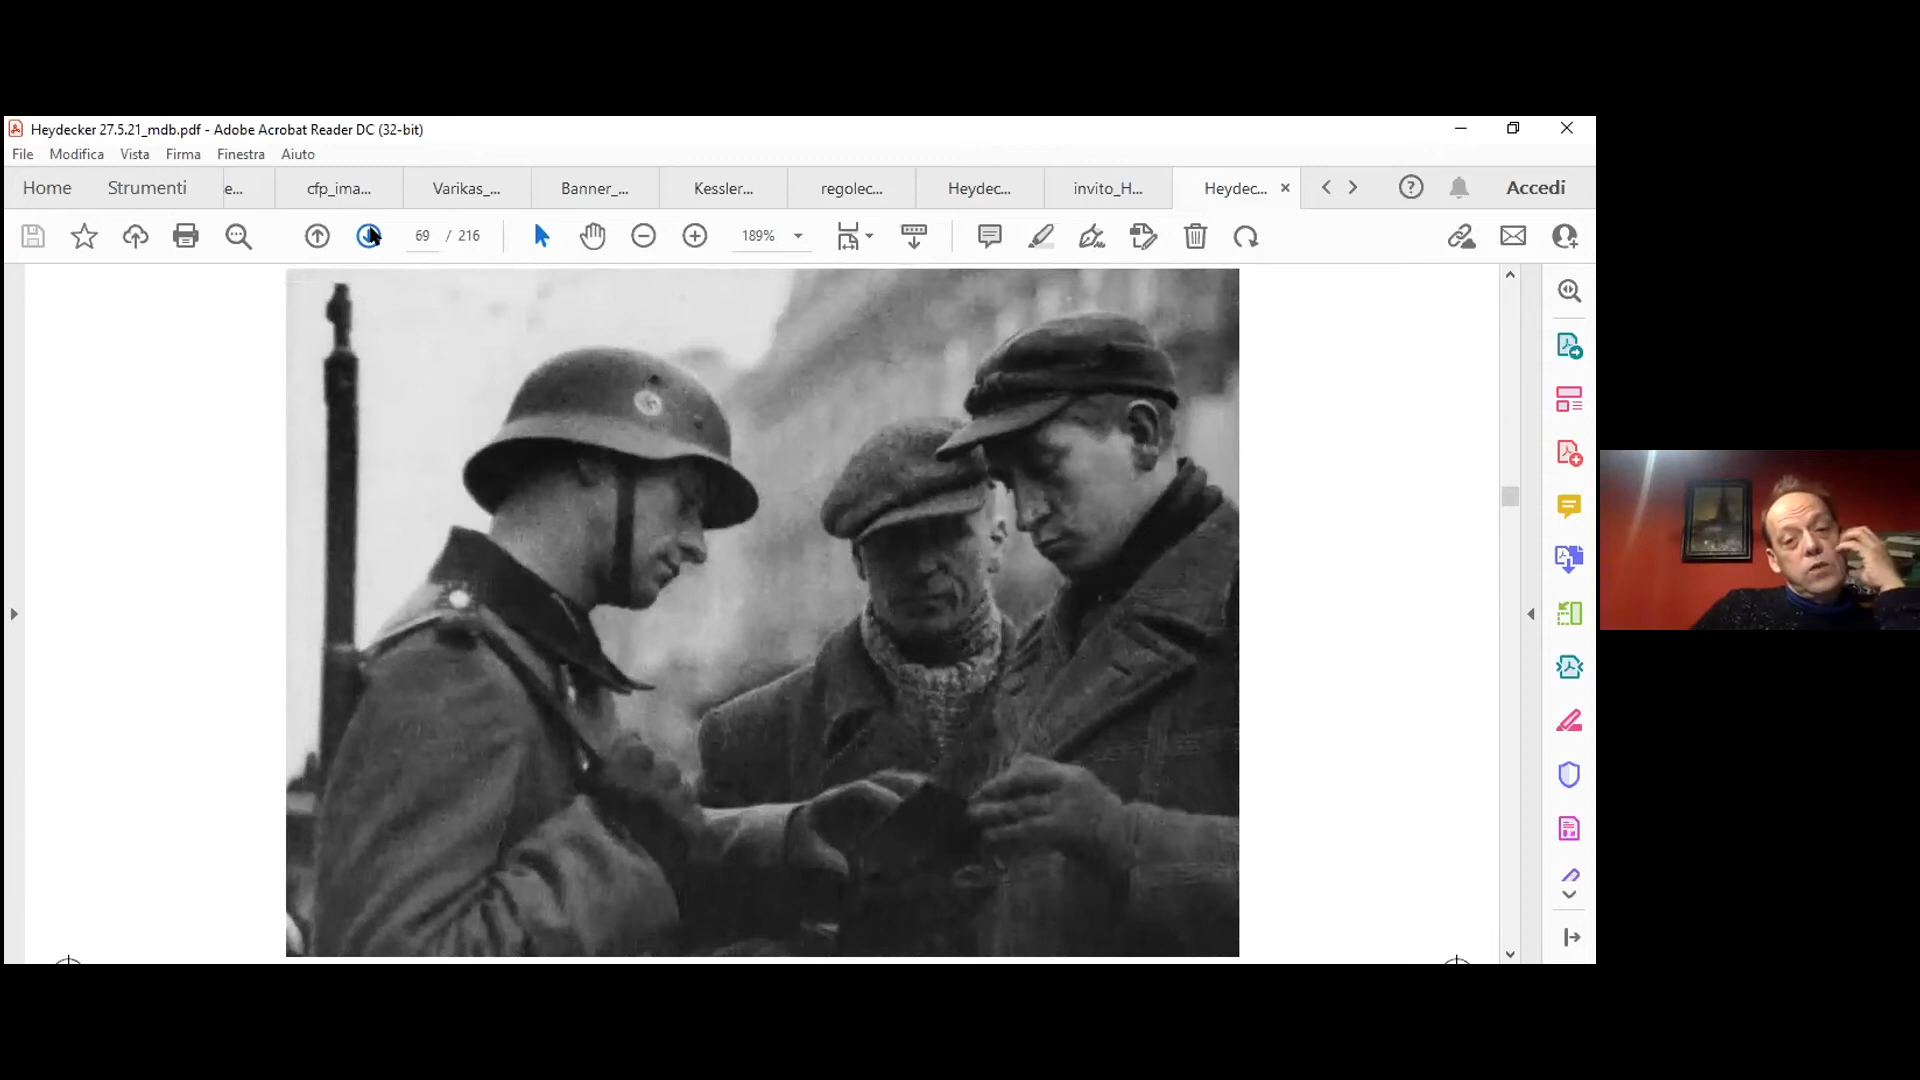 Heydecker 27.5.21_mdb.pdf - Adobe Acrobat Reader DC (32-bit)
File Modifica Vista Firma Finestra Aiuto
Home Strumenti e... cfp_ima... Varikas_... Banner_... Kessler... regolec... Heydec... invito_H... Heydec... Accedi
69 / 216 189%